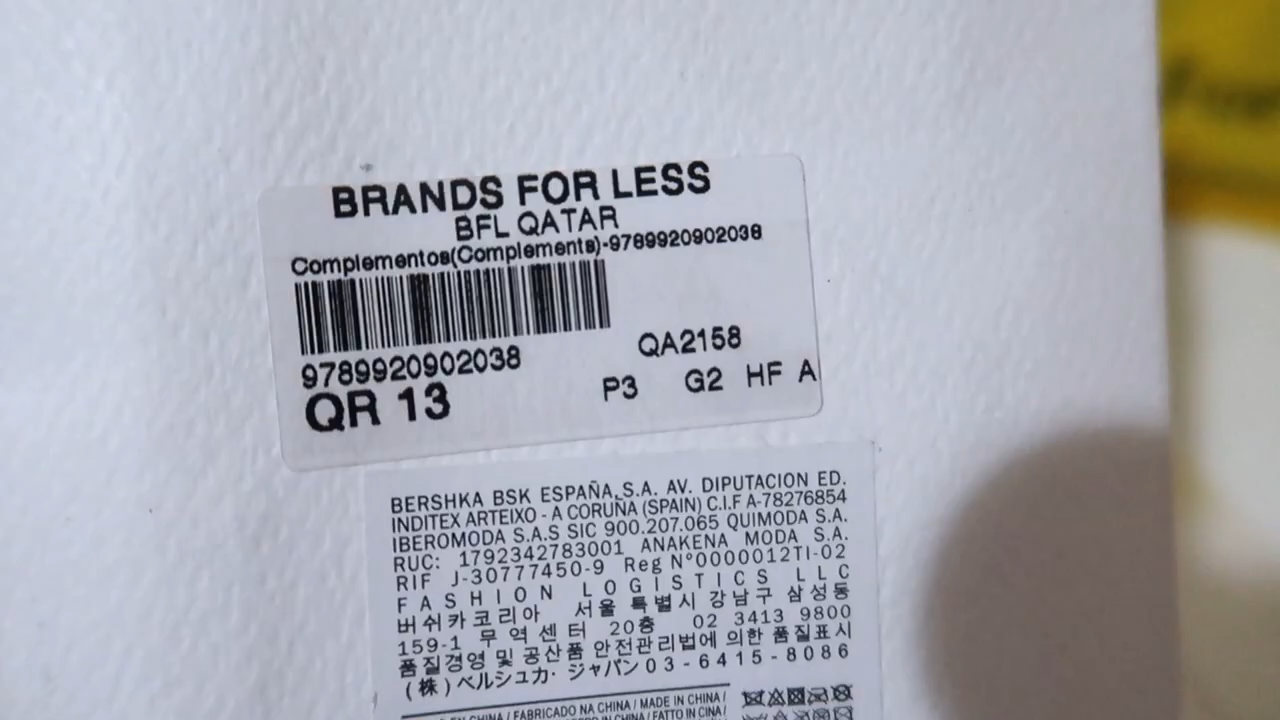 BRANDS FOR LESS
BFL QATAR
Complementos(Complements)-9789920902038
9789920902038
QA2158
QR 13
P3 G2 HF A
BERSHKA BSK ESPAÑA,S.A. AV. DIPUTACION ED.
INDITEX ARTEIXO - A CORUÑA (SPAIN) C.I.F A-78276854
IBEROMODA S.A.S SIC 900.207.065 QUIMODA S.A.
RUC: 1792342783001 ANAKENA MODA S.A.
RIF J-30777450-9 Reg Nº0000012TI-02
FASHION LOGISTICS LLC
버쉬카코리아 서울 특별시 강남구 삼성동
159-1 무역센터 20층 02 3413 9800
품질경영 및 공산품 안전관리법에 의한 품질표시
(株)ベルシュカ· ジャパン03-6415-8086
EN CHINA / FABRICADO NA CHINA / MADE IN CHINA /
IN CHINA / FATTO IN CINA/